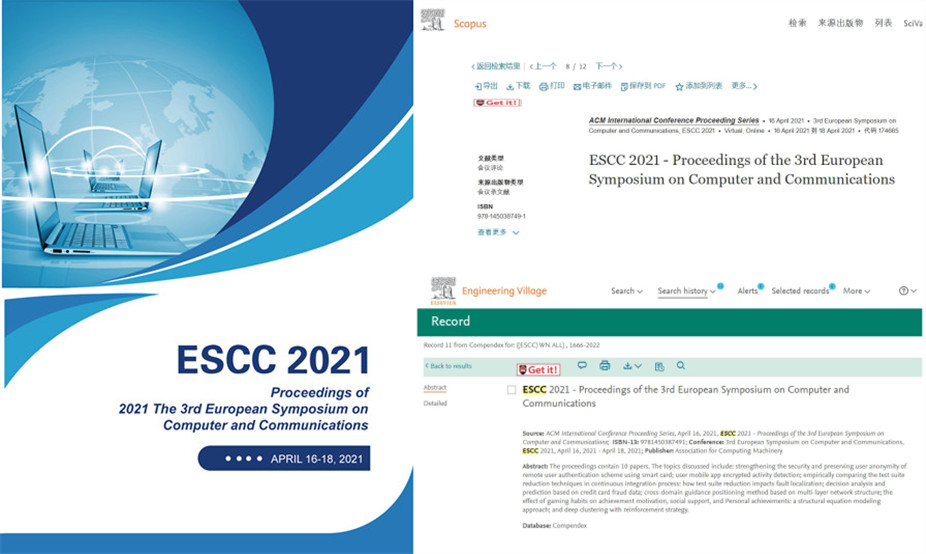 ESCC 2021
Proceedings of
2021 The 3rd European Symposium on
Computer and Communications
APRIL 16-18, 2021
Scopus
检索 来源出版物 列表 SciVa
返回检索结果 | 上一个 8 / 12 下一个
导出 下载 打印 电子邮件 保存到 PDF 添加到列表 更多...
Get it!
ACM International Conference Proceeding Series • 16 April 2021 • 3rd European Symposium on
Computer and Communications, ESCC 2021 • Virtual, Online • 16 April 2021 到 18 April 2021 • 代码 174665
ESCC 2021 - Proceedings of the 3rd European
Symposium on Computer and Communications
文献类型
会议评论
来源出版物类型
会议论文献
ISBN
978-145038749-1
查看更多
ELSEVIER
Engineering Village
Search Search history Alerts Selected records More
Record
Record 11 from Compendex for: ((ESCC) WN ALL) , 1666-2022
Back to results
Get it!
Abstract
Detailed
ESCC 2021 - Proceedings of the 3rd European Symposium on Computer and
Communications
Source: ACM International Conference Proceeding Series, April 16, 2021, ESCC 2021 - Proceedings of the 3rd European Symposium on
Computer and Communications; ISBN-13: 9781450387491; Conference: 3rd European Symposium on Computer and Communications,
ESCC 2021, April 16, 2021 - April 18, 2021; Publisher: Association for Computing Machinery
Abstract: The proceedings contain 10 papers. The topics discussed include: strengthening the security and preserving user anonymity of
remote user authentication scheme using smart card; user mobile app encrypted activity detection; empirically comparing the test suite
reduction techniques in continuous integration process: how test suite reduction impacts fault localization; decision analysis and
prediction based on credit card fraud data; cross-domain guidance positioning method based on multi-layer network structure; the
effect of gaming habits on achievement motivation, social support, and Personal achievements: a structural equation modeling
approach; and deep clustering with reinforcement strategy.
Database: Compendex